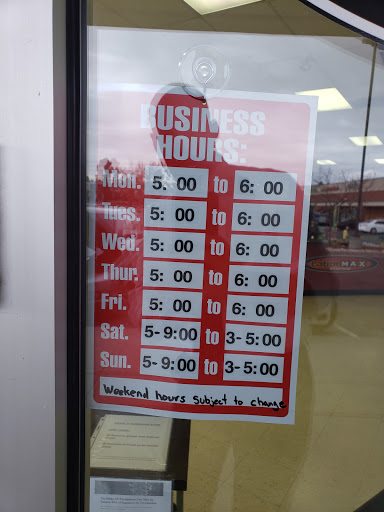 BUSINESS
HOURS:
Mon. 5: 00 to 6: 00
Tues. 5: 00 to 6: 00
Wed. 5: 00 to 6: 00
Thur. 5: 00 to 6: 00
Fri. 5: 00 to 6: 00
Sat. 5-9:00 to 3-5:00
Sun. 5-9:00 to 3-5:00
Weekend hours subject to change